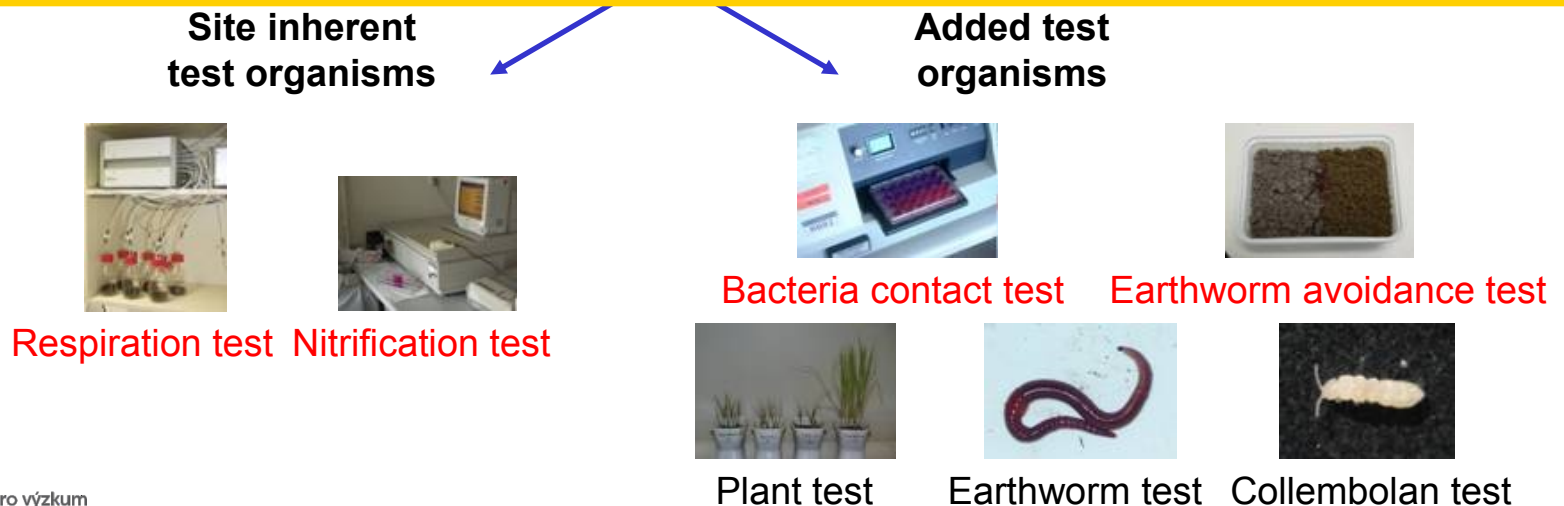 Site inherent
test organisms
Added test
organisms
Respiration test
Nitrification test
Bacteria contact test
Earthworm avoidance test
Plant test
Earthworm test
Collembolan test
ro výzkum